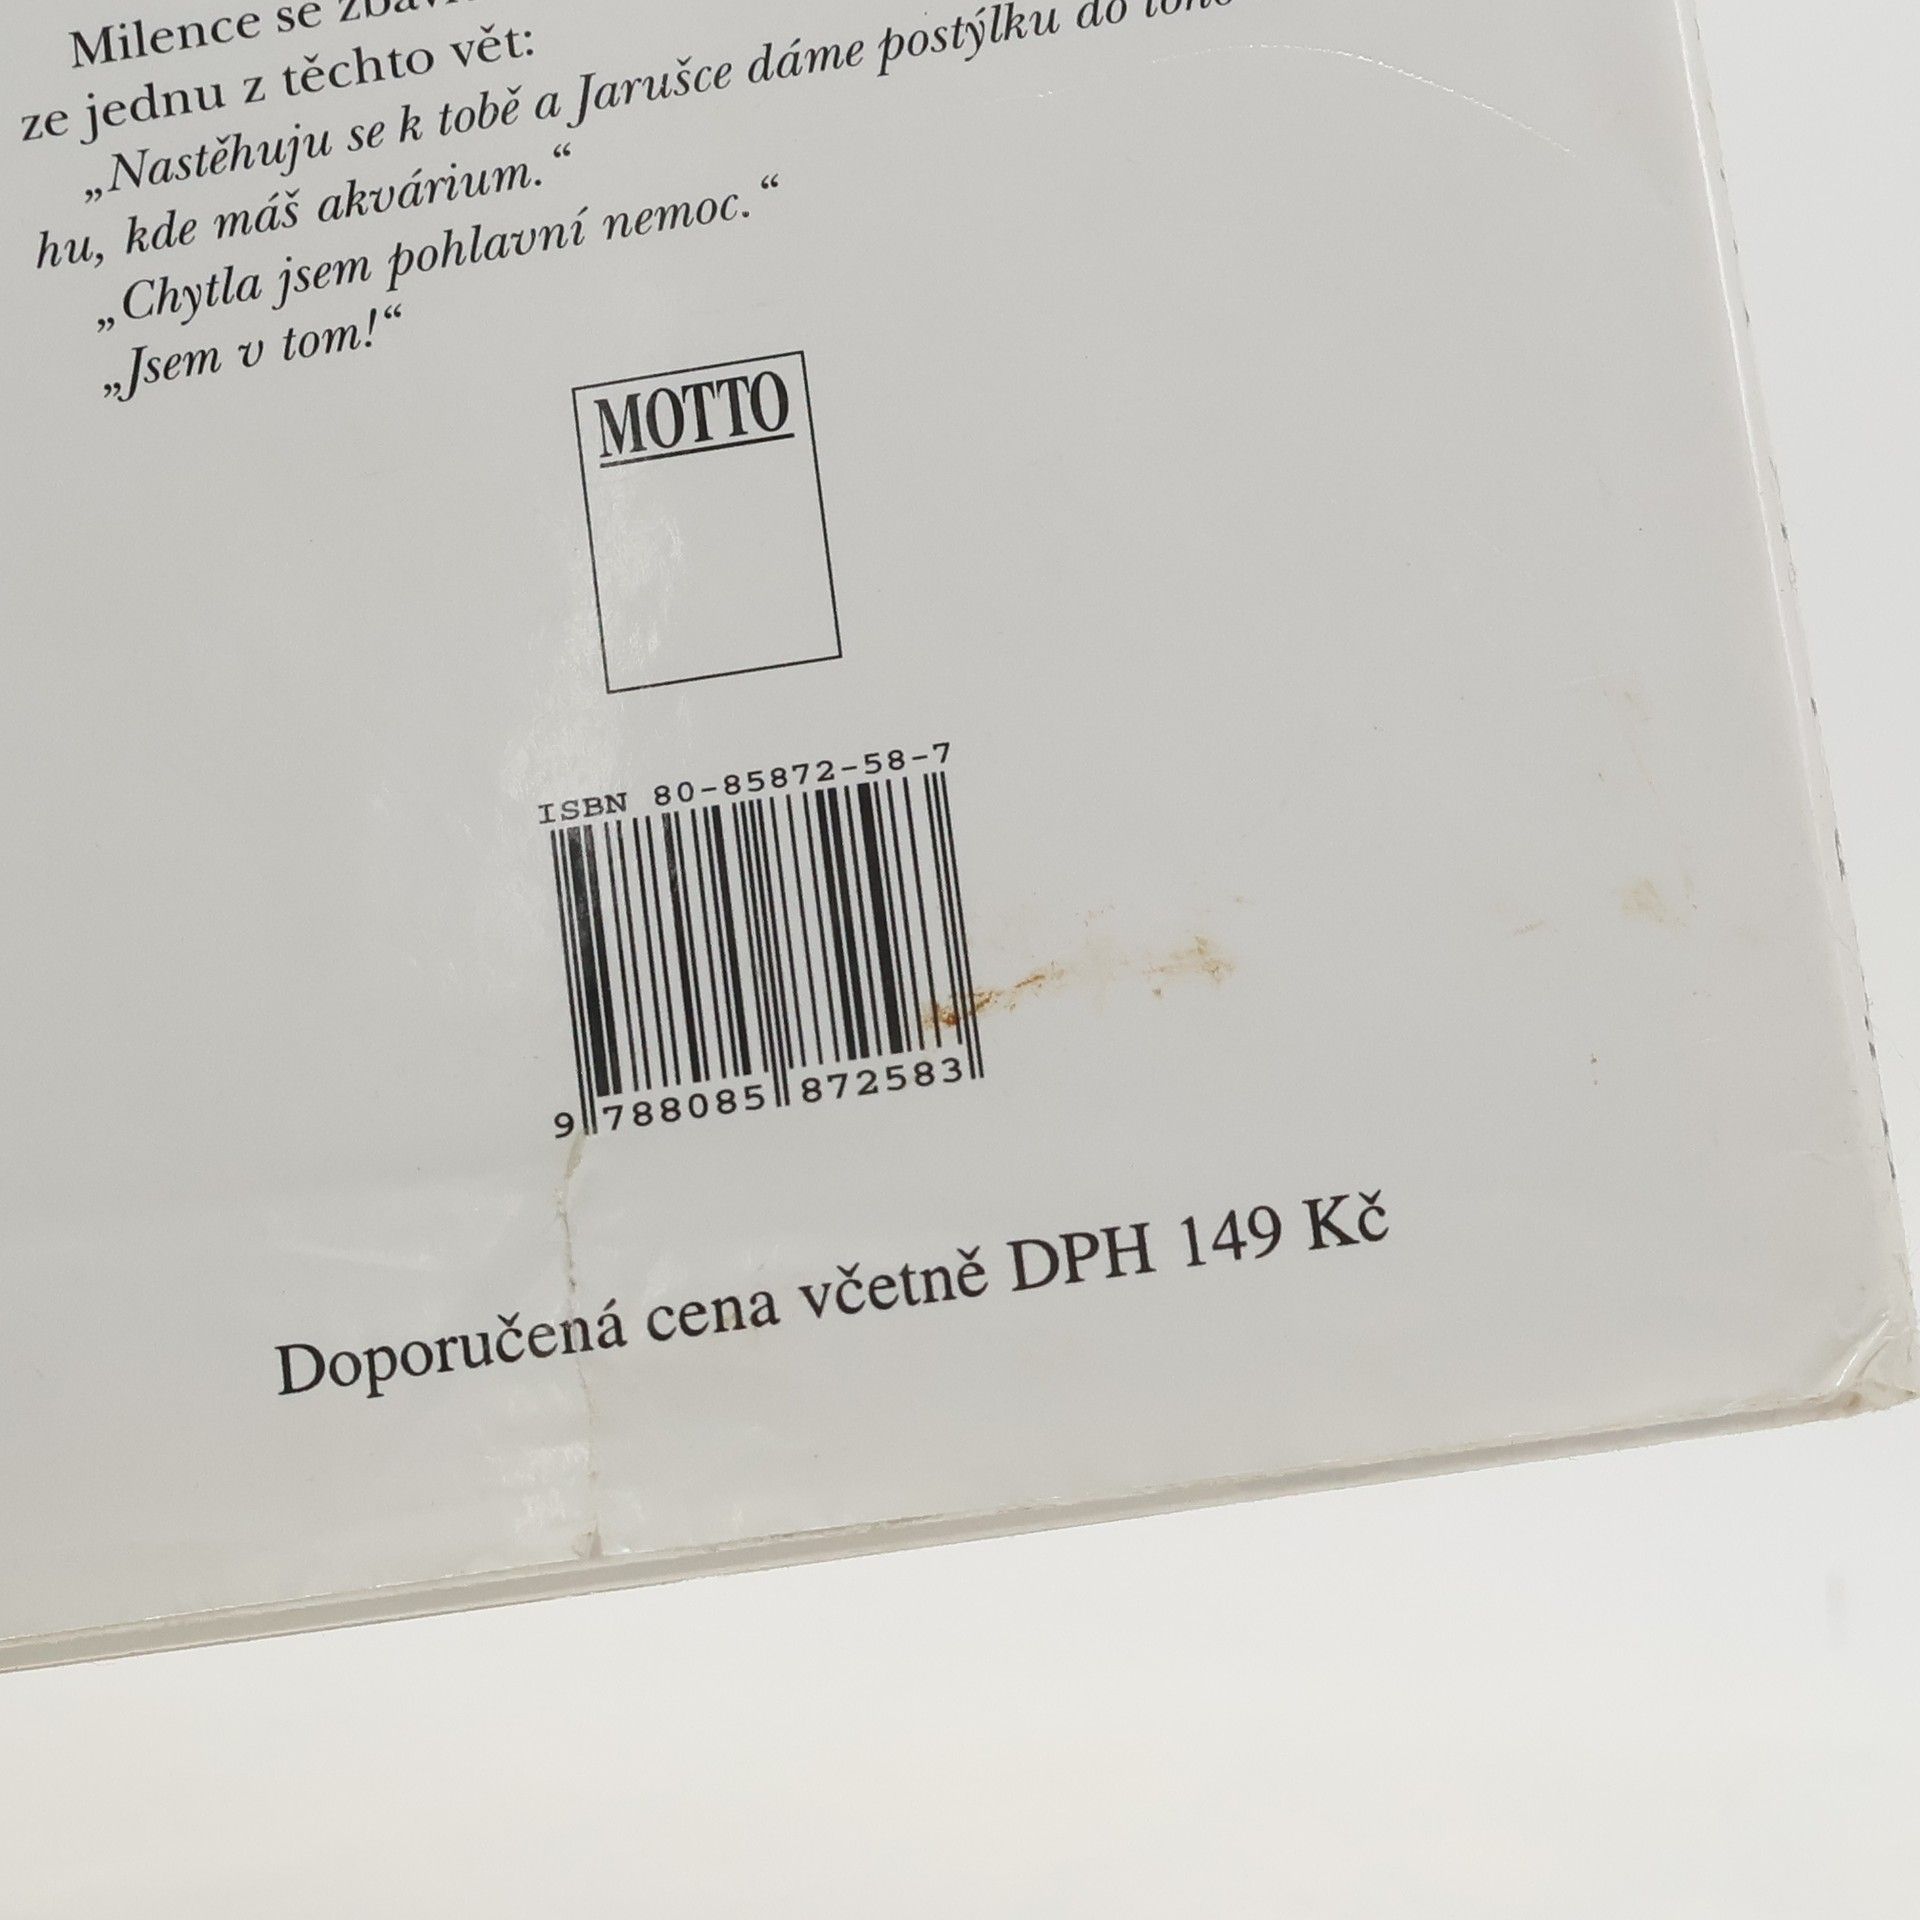 Milence se
ze jednu z těchto vět:
„Nastěhuju se k tobě a Jarušce dáme postýlku do
hu, kde máš akvárium.“
„Chytla jsem pohlavní nemoc.“
„Jsem v tom!“
MOTTO
ISBN 80-85872-58-7
9 788085 872583
Doporučená cena včetně DPH 149 Kč